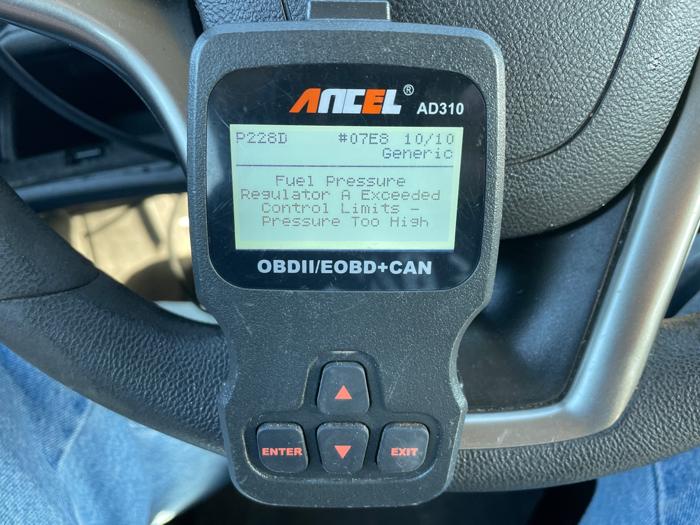 ANCEL® AD310
P228D #07E8 10/10
Generic
Fuel Pressure
Regulator A Exceeded
Control Limits -
Pressure Too High
OBDII/EOBD+CAN
ENTER EXIT